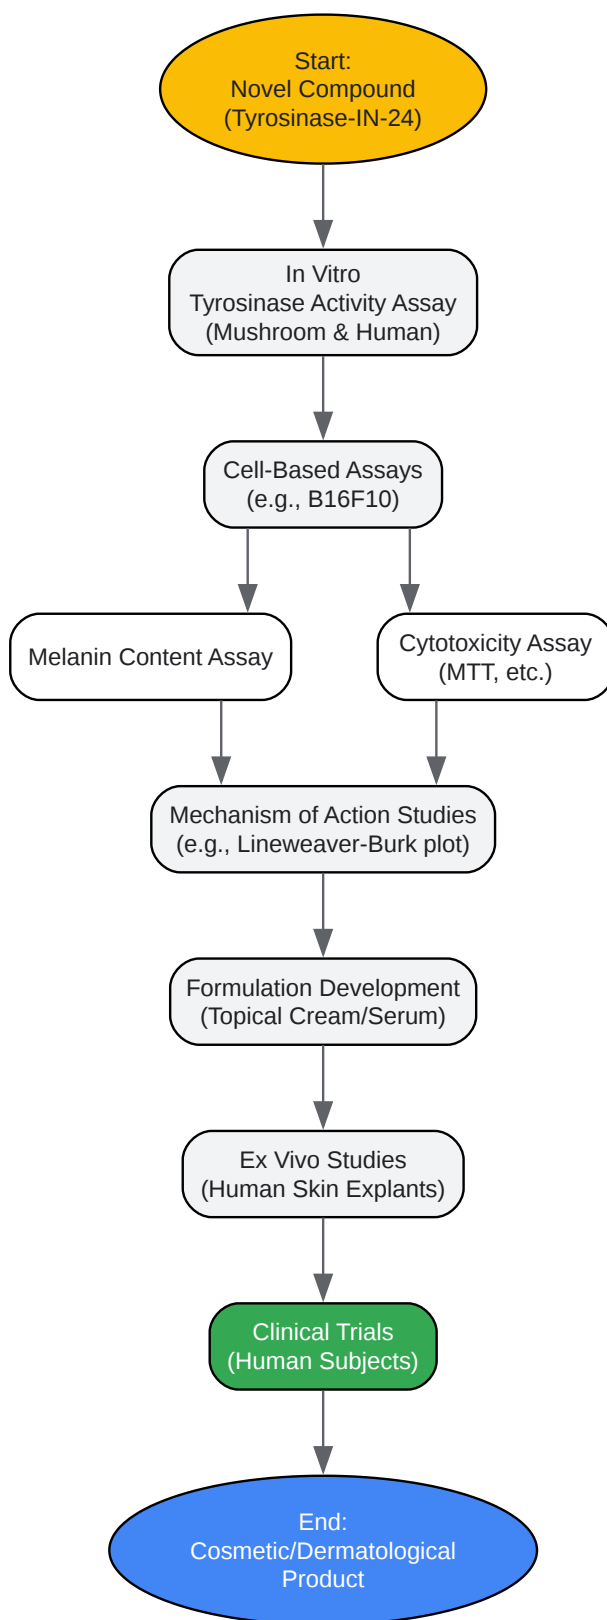 Start:
Novel Compound
(Tyrosinase-IN-24)
In Vitro
Tyrosinase Activity Assay
(Mushroom & Human)
Cell-Based Assays
(e.g., B16F10)
Melanin Content Assay
Cytotoxicity Assay
(MTT, etc.)
Mechanism of Action Studies
(e.g., Lineweaver-Burk plot)
Formulation Development
(Topical Cream/Serum)
Ex Vivo Studies
(Human Skin Explants)
Clinical Trials
(Human Subjects)
End:
Cosmetic/Dermatological
Product